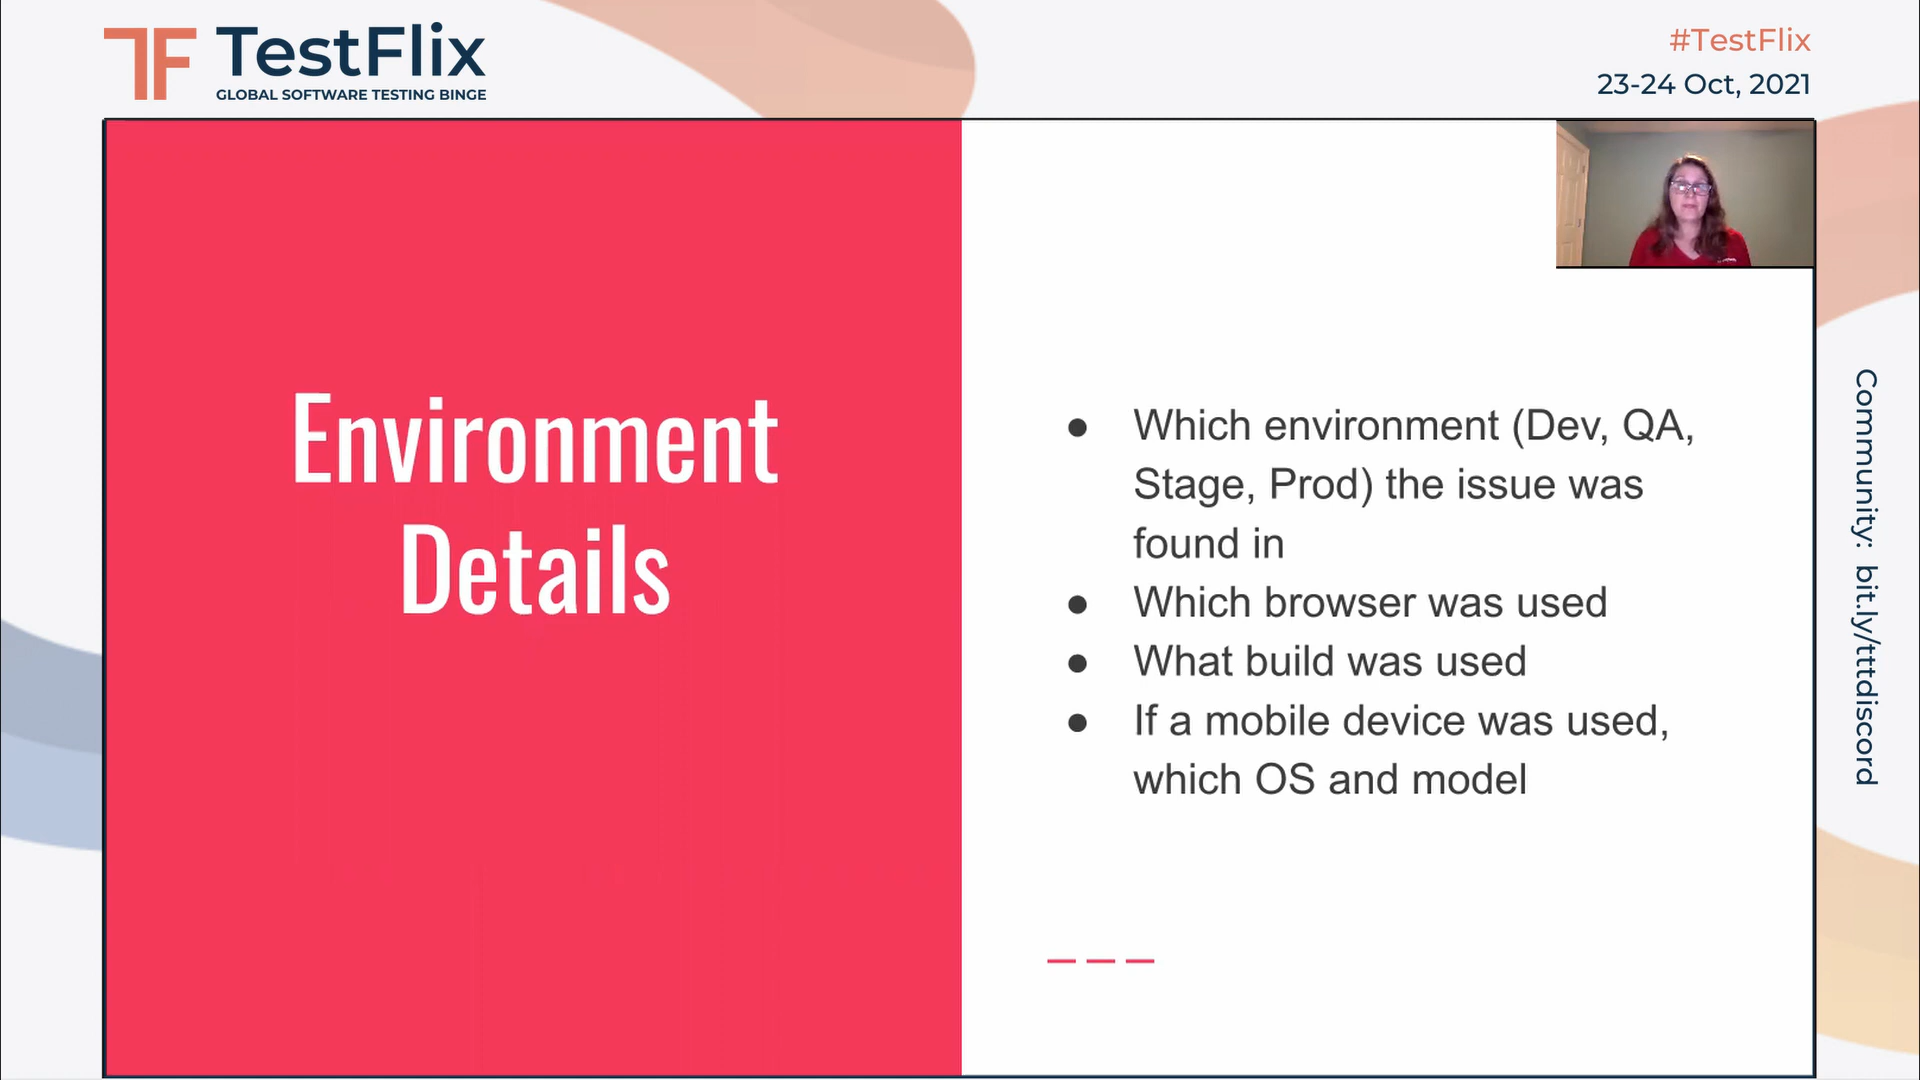 TF TestFlix
GLOBAL SOFTWARE TESTING BINGE
#TestFlix
23-24 Oct, 2021
Environment
Details
● Which environment (Dev, QA,
Stage, Prod) the issue was
found in
● Which browser was used
● What build was used
● If a mobile device was used,
which OS and model
Community: bit.ly/tttdiscord